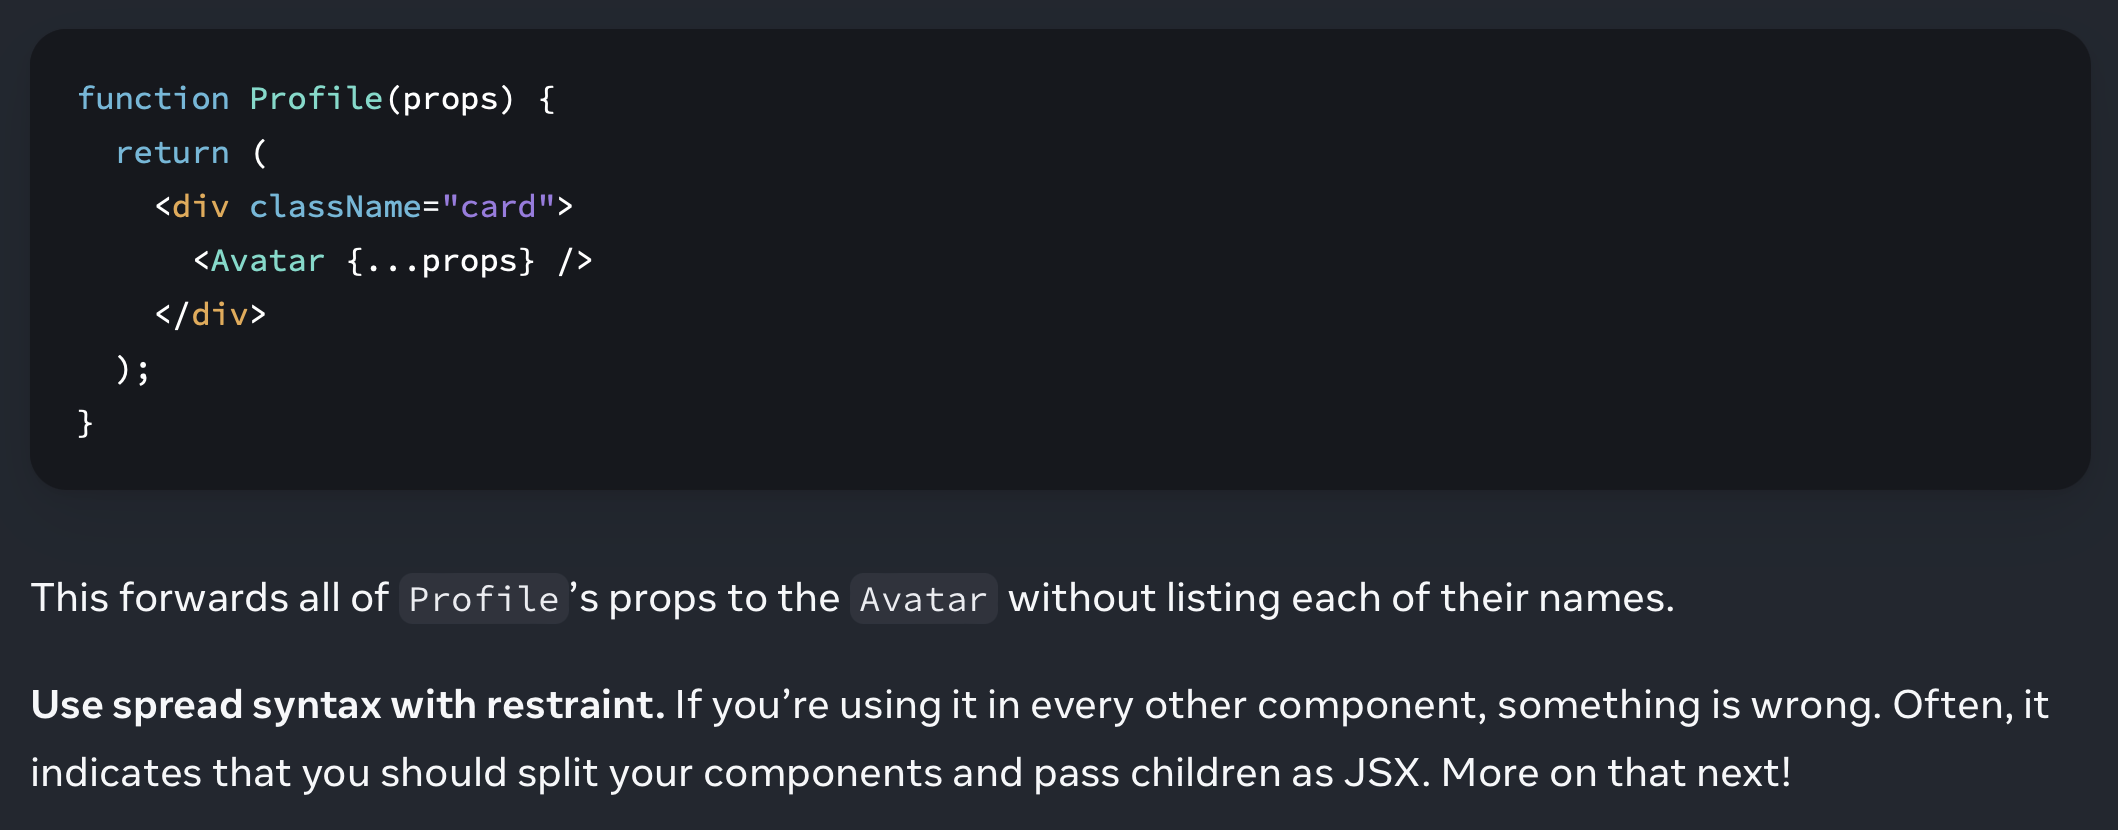 function Profile(props) {
  return (
    <div className="card">
      <Avatar {...props} />
    </div>
  );
}
This forwards all of Profile’s props to the Avatar without listing each of their names.
Use spread syntax with restraint. If you’re using it in every other component, something is wrong. Often, it
indicates that you should split your components and pass children as JSX. More on that next!